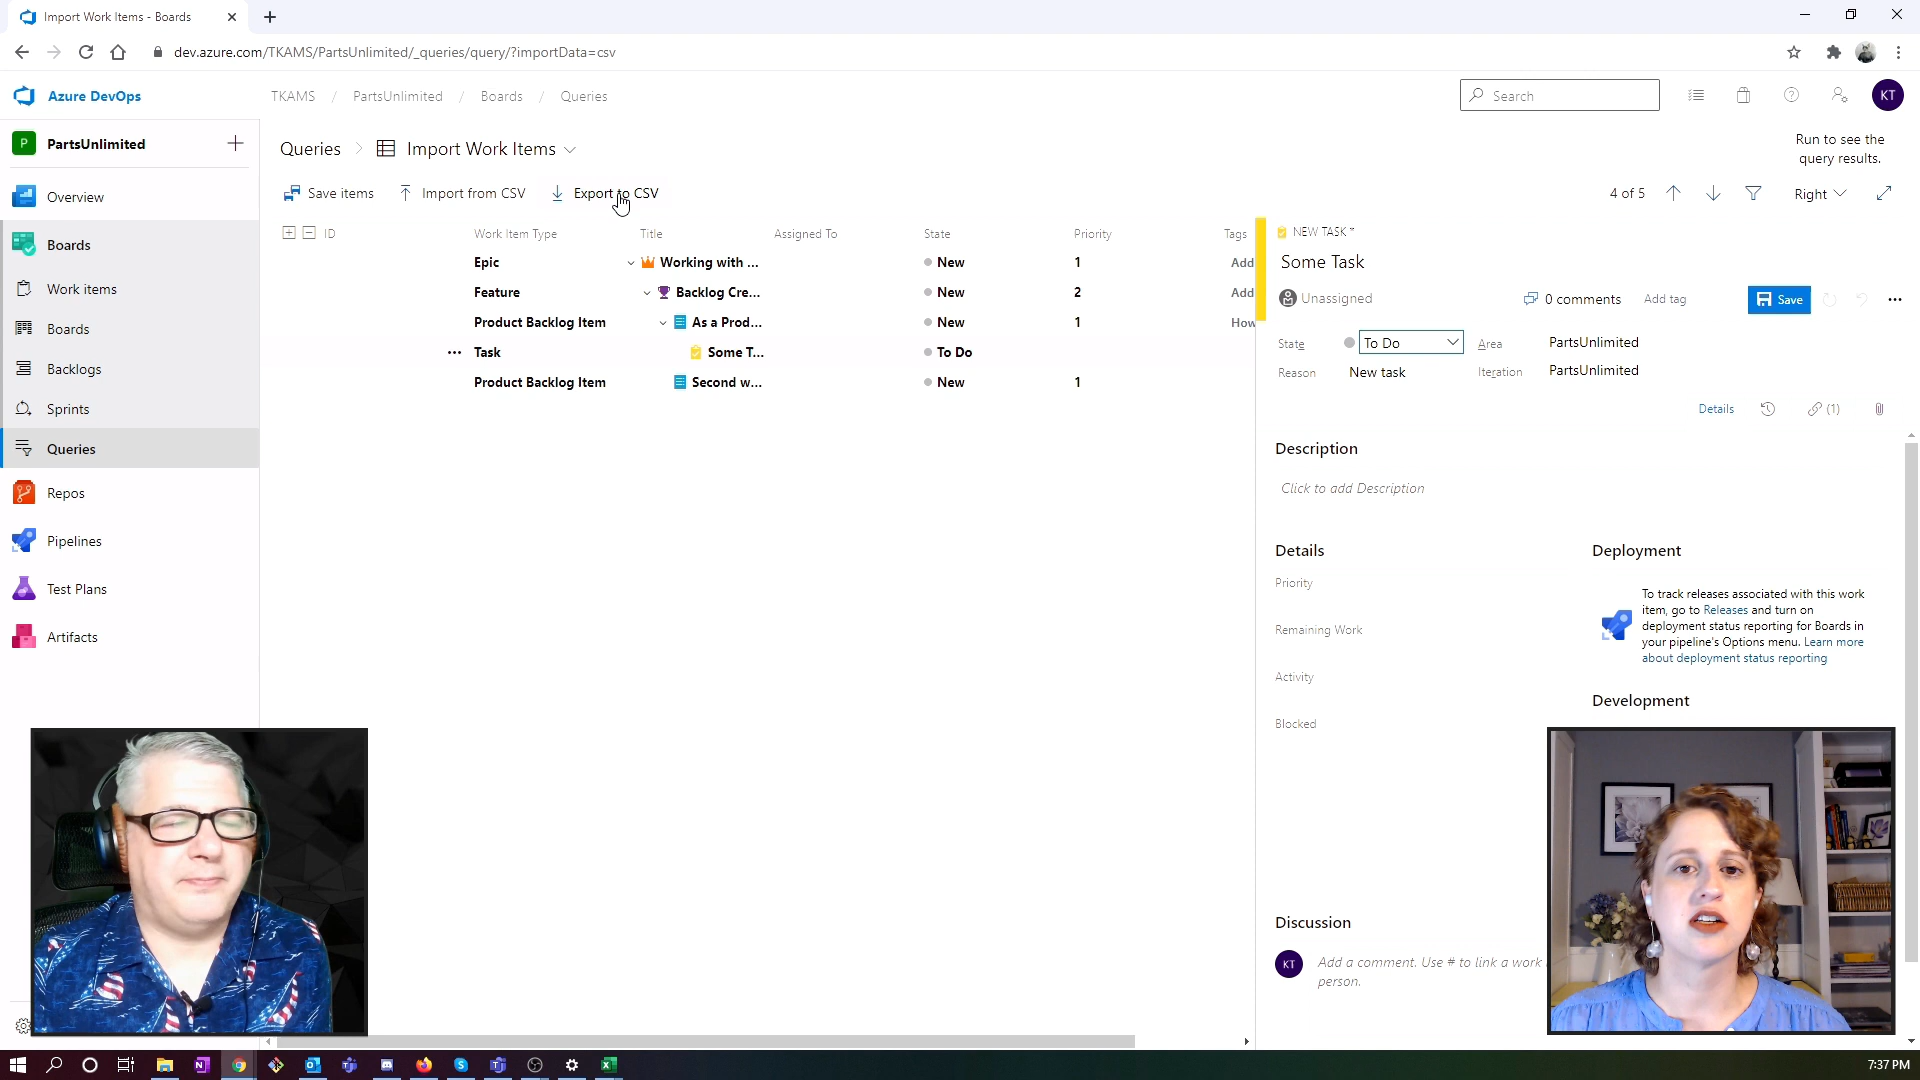 Import Work Items - Boards
dev.azure.com/TKAMS/PartsUnlimited/_queries/query/?importData=csv
Azure DevOps
TKAMS / PartsUnlimited / Boards / Queries
Search
KT
P PartsUnlimited
Overview
Boards
Work items
Boards
Backlogs
Sprints
Queries
Repos
Pipelines
Test Plans
Artifacts
Queries > Import Work Items
Run to see the
query results.
Save items Import from CSV Export to CSV
4 of 5
Right
ID Work Item Type Title Assigned To State Priority Tags
Epic Working with ... New 1 Add
Feature Backlog Cre... New 2 Add
Product Backlog Item As a Prod... New 1 How
Task Some T... To Do
Product Backlog Item Second w... New 1
NEW TASK *
Some Task
Unassigned
0 comments
Add tag
Save
State To Do
Area PartsUnlimited
Reason New task
Iteration PartsUnlimited
Details
(1)
Description
Click to add Description
Details
Priority
Remaining Work
Activity
Blocked
Deployment
To track releases associated with this work
item, go to Releases and turn on
deployment status reporting for Boards in
your pipeline's Options menu. Learn more
about deployment status reporting
Development
Discussion
KT
Add a comment. Use # to link a work
person.
7:37 PM